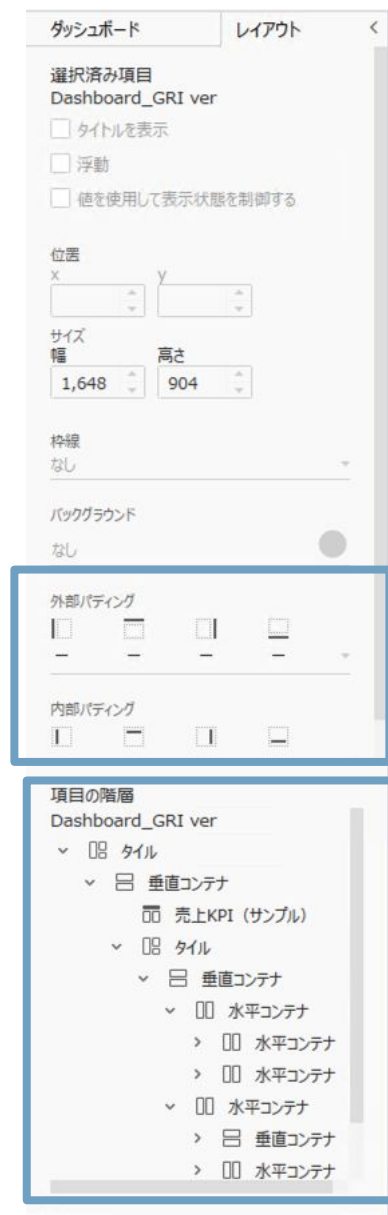 ダッシュボード レイアウト
選択済み項目
Dashboard_GRI ver
タイトルを表示
浮動
値を使用して表示状態を制御する
位置
x y
サイズ
幅 高さ
1,648 904
枠線
なし
バックグラウンド
なし
外部パディング
内部パディング
項目の階層
Dashboard_GRI ver
タイル
垂直コンテナ
売上KPI（サンプル）
タイル
垂直コンテナ
水平コンテナ
水平コンテナ
水平コンテナ
水平コンテナ
垂直コンテナ
水平コンテナ